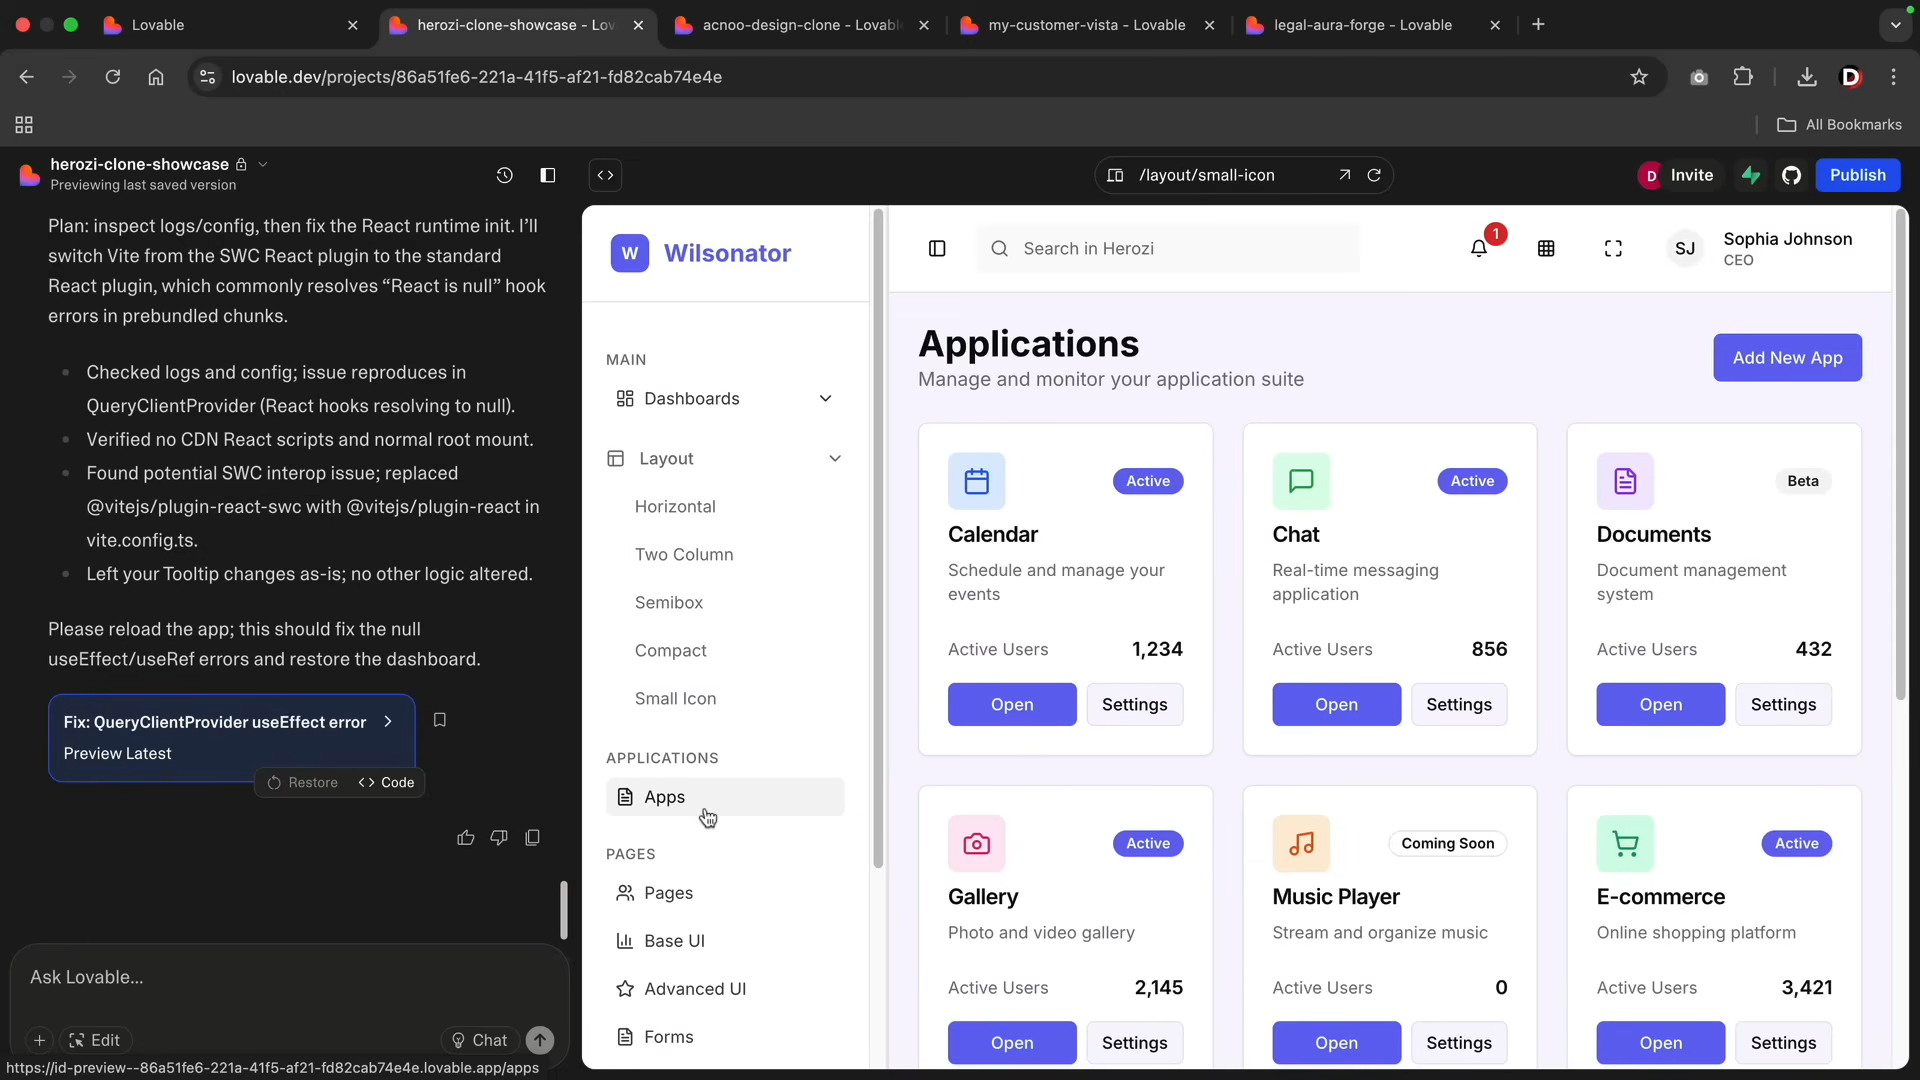 Lovable
herozi-clone-showcase - Lov
acnoo-design-clone - Lovable
my-customer-vista - Lovable
legal-aura-forge - Lovable
lovable.dev/projects/86a51fe6-221a-41f5-af21-fd82cab74e4e
D
All Bookmarks
herozi-clone-showcase
Previewing last saved version
/layout/small-icon
D
Invite
Publish
Plan: inspect logs/config, then fix the React runtime init. I’ll
switch Vite from the SWC React plugin to the standard
React plugin, which commonly resolves “React is null” hook
errors in prebundled chunks.
Checked logs and config; issue reproduces in
QueryClientProvider (React hooks resolving to null).
Verified no CDN React scripts and normal root mount.
Found potential SWC interop issue; replaced
@vitejs/plugin-react-swc with @vitejs/plugin-react in
vite.config.ts.
Left your Tooltip changes as-is; no other logic altered.
Please reload the app; this should fix the null
useEffect/useRef errors and restore the dashboard.
Fix: QueryClientProvider useEffect error
Preview Latest
Restore
Code
Ask Lovable...
Edit
Chat
https://id-preview--86a51fe6-221a-41f5-af21-fd82cab74e4e.lovable.app/apps
W
Wilsonator
MAIN
Dashboards
Layout
Horizontal
Two Column
Semibox
Compact
Small Icon
APPLICATIONS
Apps
PAGES
Pages
Base UI
Advanced UI
Forms
Search in Herozi
1
SJ
Sophia Johnson
CEO
Applications
Manage and monitor your application suite
Add New App
Active
Calendar
Schedule and manage your
events
Active Users
1,234
Open
Settings
Active
Chat
Real-time messaging
application
Active Users
856
Open
Settings
Beta
Documents
Document management
system
Active Users
432
Open
Settings
Active
Gallery
Photo and video gallery
Active Users
2,145
Open
Settings
Coming Soon
Music Player
Stream and organize music
Active Users
0
Open
Settings
Active
E-commerce
Online shopping platform
Active Users
3,421
Open
Settings